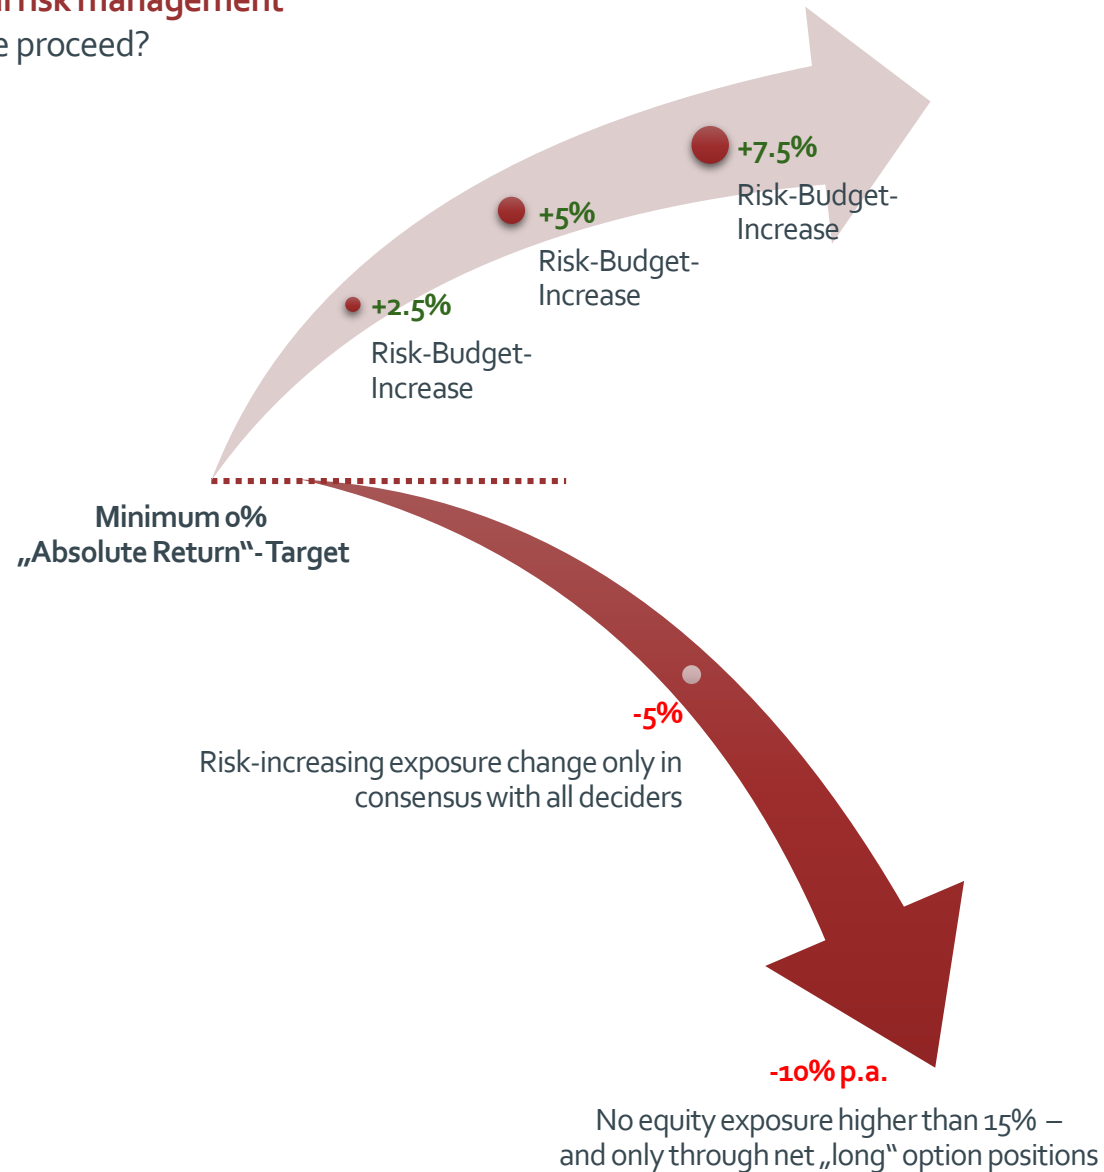 risk management
e proceed?
+7.5%
Risk-Budget-
Increase
+5%
Risk-Budget-
Increase
+2.5%
Risk-Budget-
Increase
Minimum 0%
„Absolute Return“-Target
-5%
Risk-increasing exposure change only in
consensus with all deciders
-10% p.a.
No equity exposure higher than 15% –
and only through net „long“ option positions